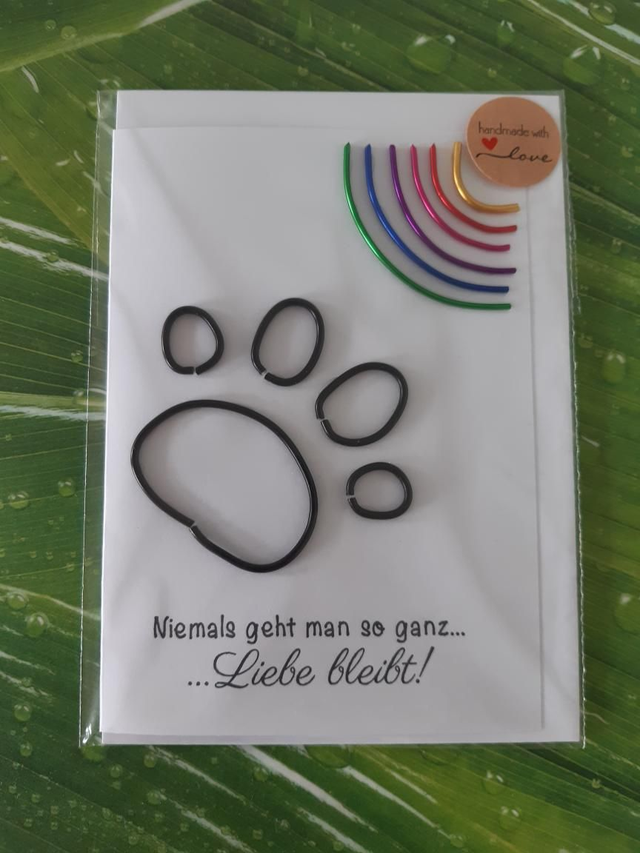 handmade with
love
Niemals geht man so ganz...
...Liebe bleibt!